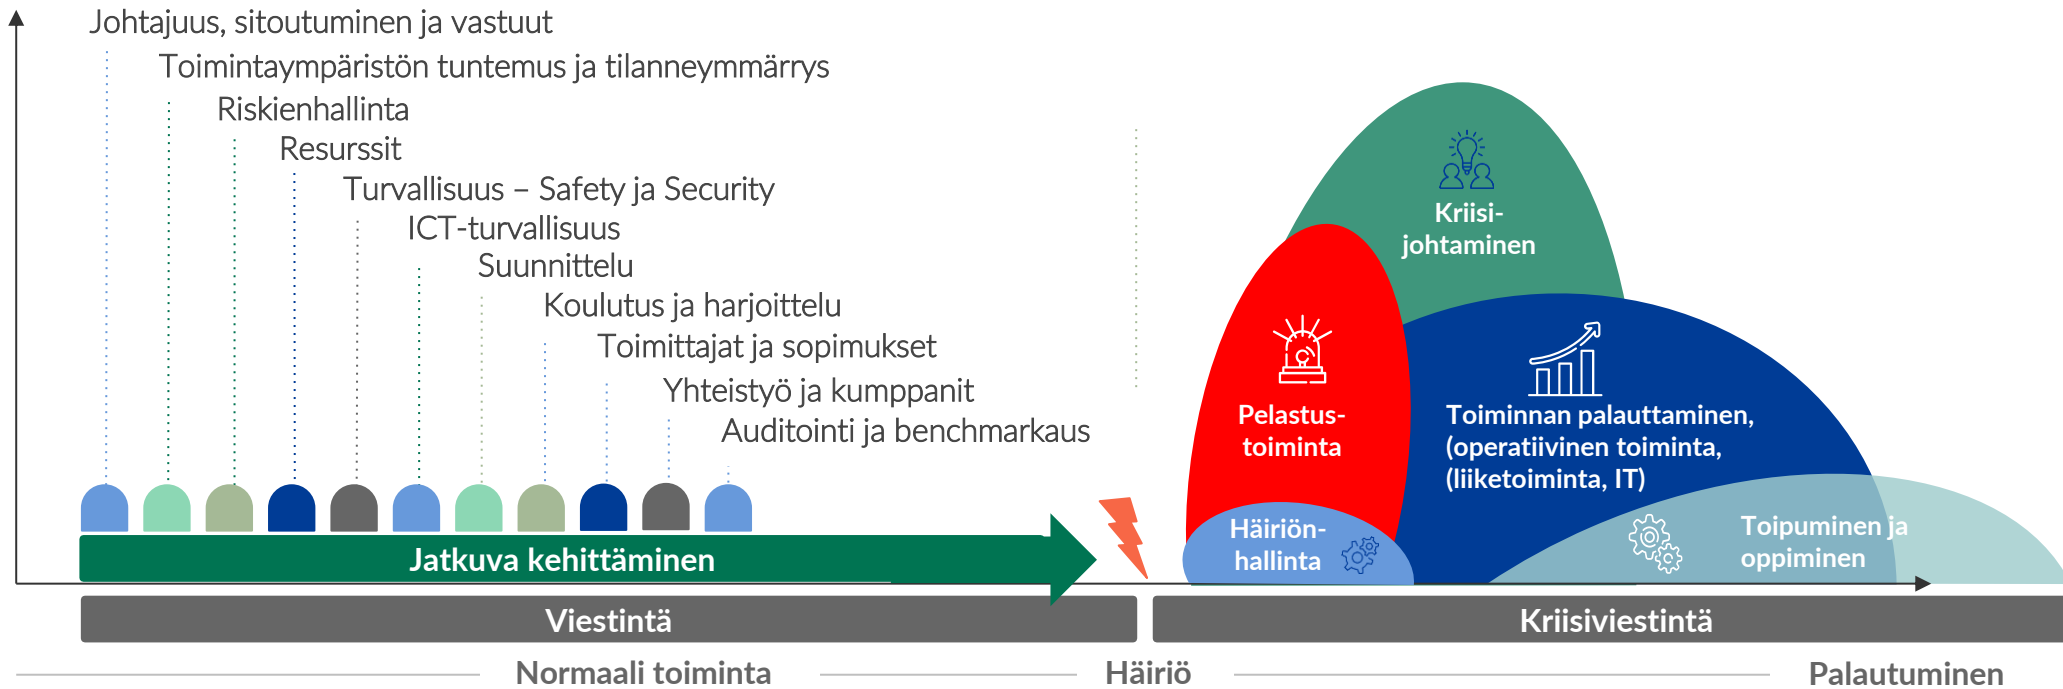 Johtajuus, sitoutuminen ja vastuut
Toimintaympäristön tuntemus ja tilanneymmärrys
Riskienhallinta
Resurssit
Turvallisuus – Safety ja Security
ICT-turvallisuus
Suunnittelu
Koulutus ja harjoittelu
Toimittajat ja sopimukset
Yhteistyö ja kumppanit
Auditointi ja benchmarkaus
Jatkuva kehittäminen
Kriisi-
johtaminen
Pelastus-
toiminta
Toiminnan palauttaminen,
(operatiivinen toiminta,
(liiketoiminta, IT)
Häiriön-
hallinta
Toipuminen ja
oppiminen
Viestintä
Kriisiviestintä
Normaali toiminta
Häiriö
Palautuminen